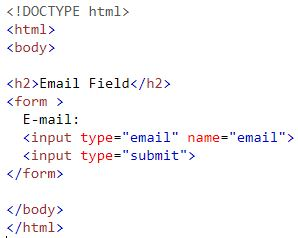 <!DOCTYPE html>
<html>
<body>

<h2>Email Field</h2>
<form >
  E-mail:
  <input type="email" name="email">
  <input type="submit">
</form>

</body>
</html>